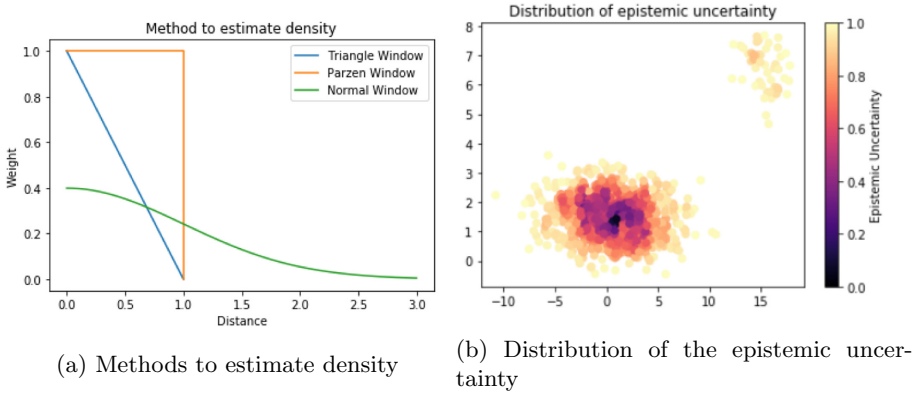 Method to estimate density
Triangle Window
Parzen Window
Normal Window
1.0
0.8
0.6
0.4
0.2
0.0
Weight
0.0 0.5 1.0 1.5 2.0 2.5 3.0
Distance
(a) Methods to estimate density
Distribution of epistemic uncertainty
8
7
6
5
4
3
2
1
0
−10 −5 0 5 10 15
1.0
0.8
0.6
0.4
0.2
0.0
Epistemic Uncertainty
(b) Distribution of the epistemic uncer-
tainty